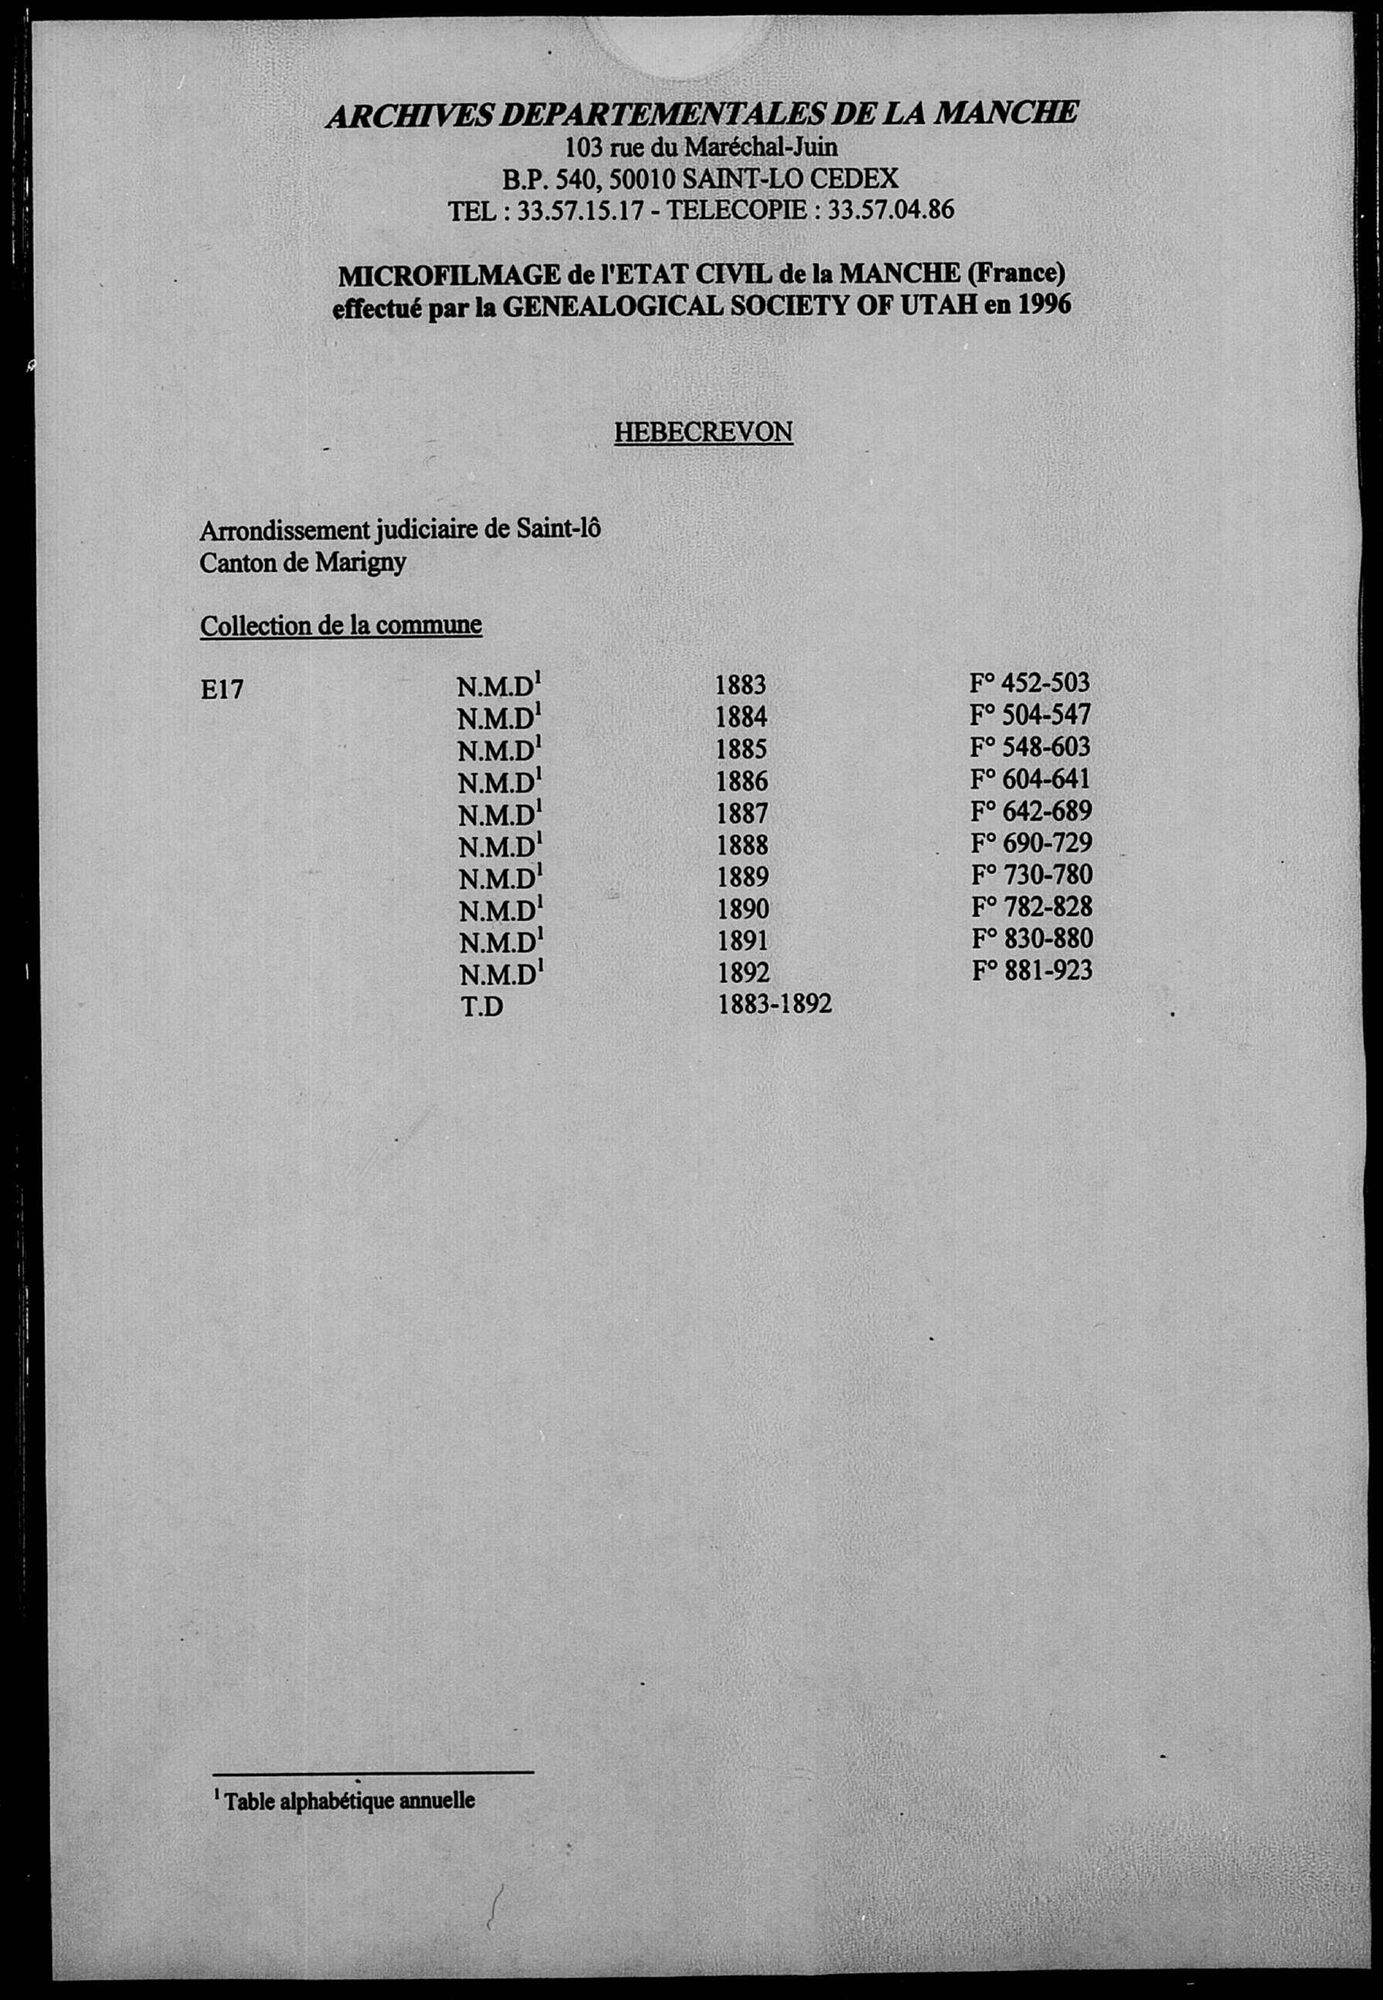 ARCHIVES DEPARTEMENTALES DE LA MANCHE
103 rue du Maréchal-Juin
B.P. 540, 50010 SAINT-LO CEDEX
TEL : 33.57.15.17 - TELECOPIE : 33.57.04.86
MICROFILMAGE de l'ETAT CIVIL de la MANCHE (France)
effectué par la GENEALOGICAL SOCIETY OF UTAH en 1996
HEBECREVON
Arrondissement judiciaire de Saint-lô
Canton de Marigny
Collection de la commune
E17 N.M.D¹ 1883 F° 452-503
N.M.D¹ 1884 F° 504-547
N.M.D¹ 1885 F° 548-603
N.M.D¹ 1886 F° 604-641
N.M.D¹ 1887 F° 642-689
N.M.D¹ 1888 F° 690-729
N.M.D¹ 1889 F° 730-780
N.M.D¹ 1890 F° 782-828
N.M.D¹ 1891 F° 830-880
N.M.D¹ 1892 F° 881-923
T.D 1883-1892
¹ Table alphabétique annuelle